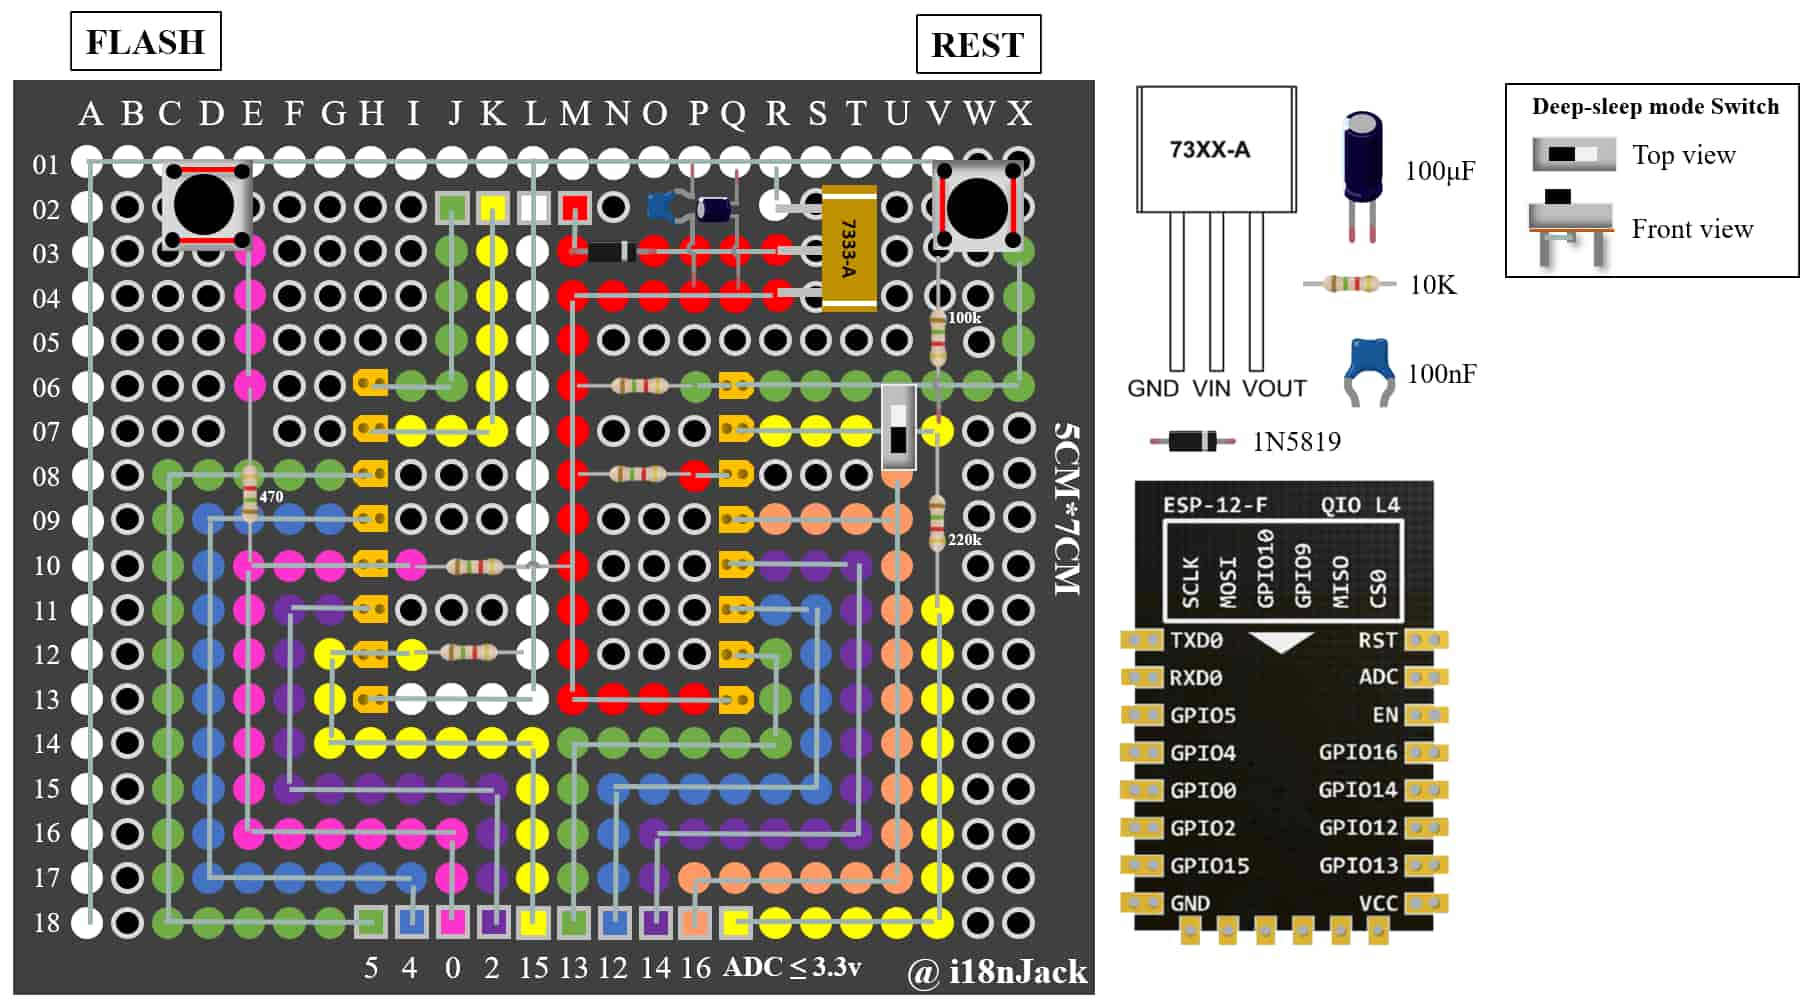 FLASH
REST
A B C D E F G H I J K L M N O P Q R S T U V W X
01
02
03
04
05
06
07
08
09
10
11
12
13
14
15
16
17
18
7333-A
100k
470
220k
5CM*7CM
5 4 0 2 15 13 12 14 16 ADC ≤ 3.3v
@ i18nJack
73XX-A
GND VIN VOUT
100µF
10K
100nF
1N5819
Deep-sleep mode Switch
Top view
Front view
ESP-12-F QIO L4
SCLK
MOSI
GPIO10
GPIO9
MISO
CS0
TXD0 RST
RXD0 ADC
GPIO5 EN
GPIO4 GPIO16
GPIO0 GPIO14
GPIO2 GPIO12
GPIO15 GPIO13
GND VCC